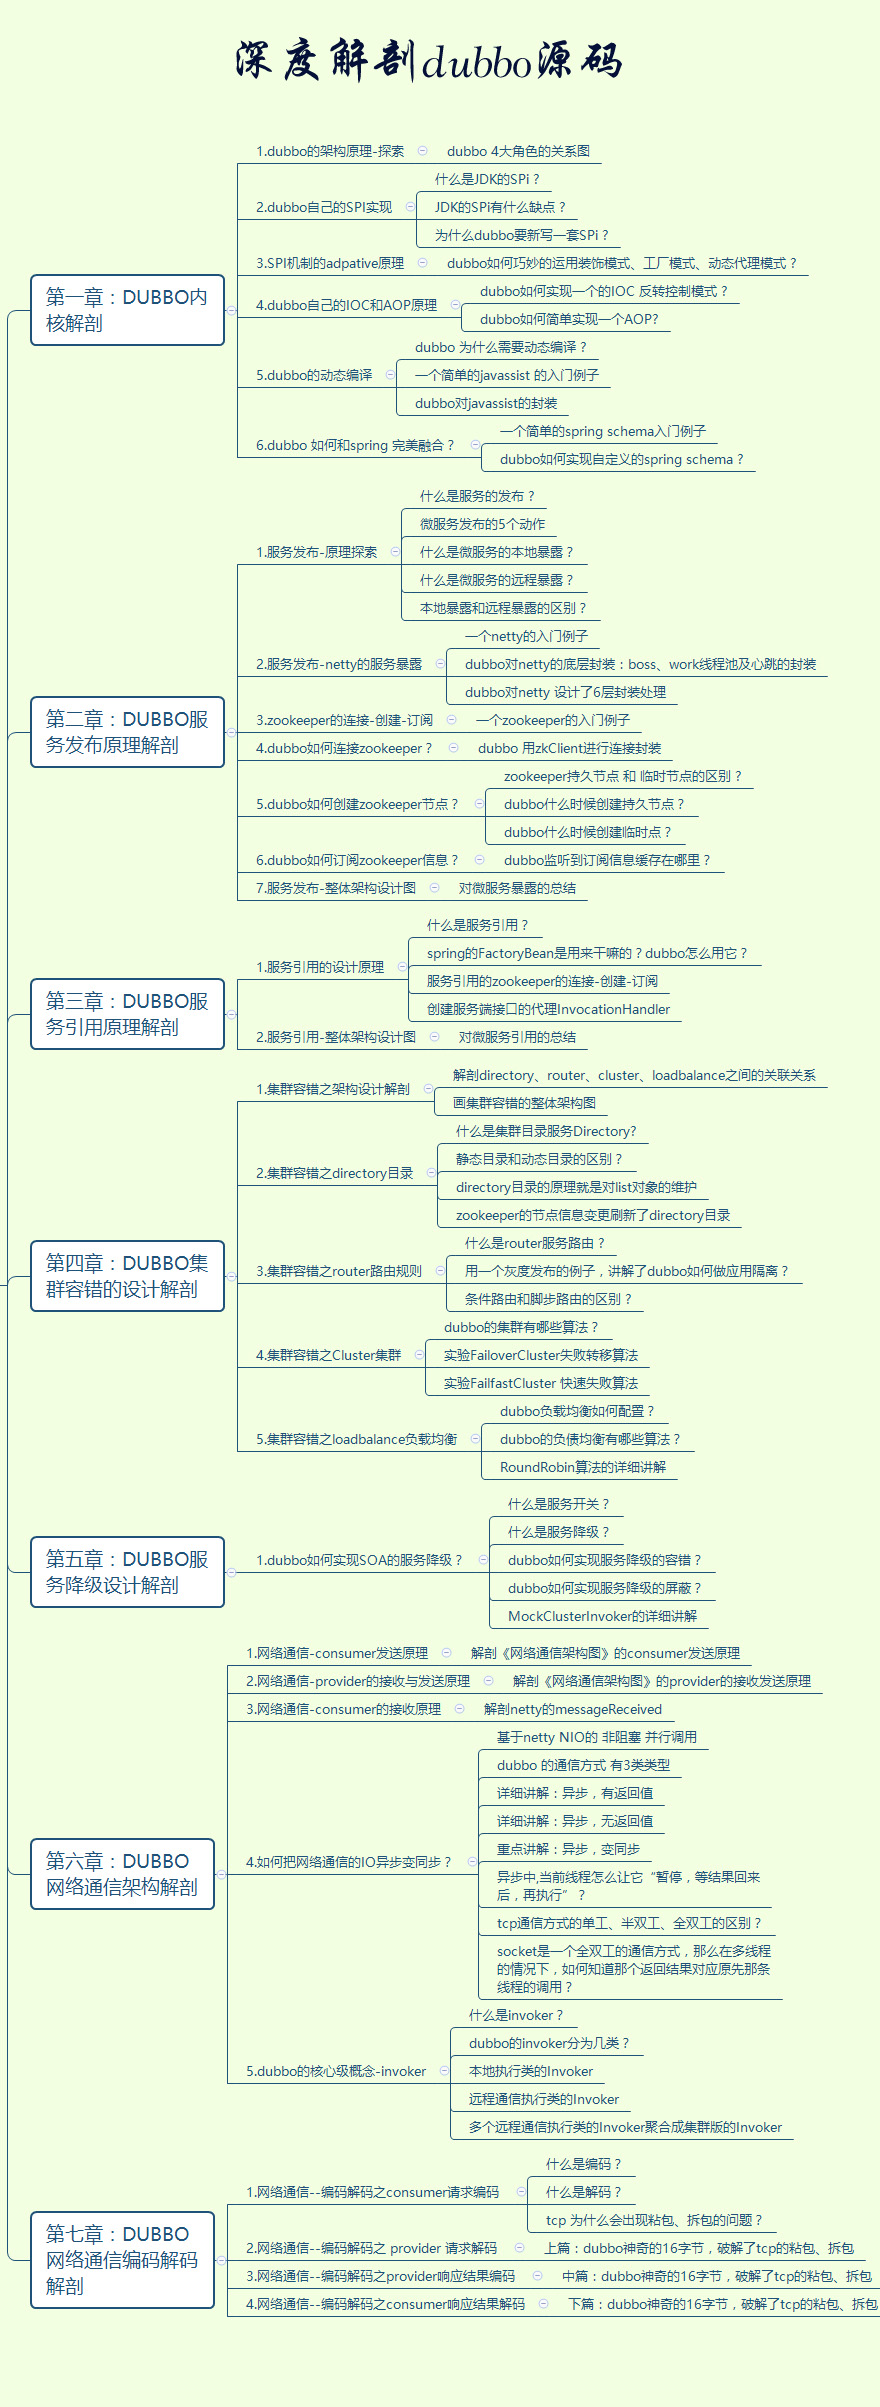 深度解剖dubbo源码
第一章：DUBBO内
核解剖
1.dubbo的架构原理-探索
dubbo 4大角色的关系图
2.dubbo自己的SPI实现
什么是JDK的SPi？
JDK的SPi有什么缺点？
为什么dubbo要新写一套SPi？
3.SPI机制的adpative原理
dubbo如何巧妙的运用装饰模式、工厂模式、动态代理模式？
4.dubbo自己的IOC和AOP原理
dubbo如何实现一个的IOC 反转控制模式？
dubbo如何简单实现一个AOP?
5.dubbo的动态编译
dubbo 为什么需要动态编译？
一个简单的javassist 的入门例子
dubbo对javassist的封装
6.dubbo 如何和spring 完美融合？
一个简单的spring schema入门例子
dubbo如何实现自定义的spring schema？
第二章：DUBBO服
务发布原理解剖
1.服务发布-原理探索
什么是服务的发布？
微服务发布的5个动作
什么是微服务的本地暴露？
什么是微服务的远程暴露？
本地暴露和远程暴露的区别？
2.服务发布-netty的服务暴露
一个netty的入门例子
dubbo对netty的底层封装：boss、work线程池及心跳的封装
dubbo对netty 设计了6层封装处理
3.zookeeper的连接-创建-订阅
一个zookeeper的入门例子
4.dubbo如何连接zookeeper？
dubbo 用zkClient进行连接封装
5.dubbo如何创建zookeeper节点？
zookeeper持久节点 和 临时节点的区别？
dubbo什么时候创建持久节点？
dubbo什么时候创建临时点？
6.dubbo如何订阅zookeeper信息？
dubbo监听到订阅信息缓存在哪里？
7.服务发布-整体架构设计图
对微服务暴露的总结
第三章：DUBBO服
务引用原理解剖
1.服务引用的设计原理
什么是服务引用？
spring的FactoryBean是用来干嘛的？dubbo怎么用它？
服务引用的zookeeper的连接-创建-订阅
创建服务端接口的代理InvocationHandler
2.服务引用-整体架构设计图
对微服务引用的总结
第四章：DUBBO集
群容错的设计解剖
1.集群容错之架构设计解剖
解剖directory、router、cluster、loadbalance之间的关联关系
画集群容错的整体架构图
2.集群容错之directory目录
什么是集群目录服务Directory?
静态目录和动态目录的区别？
directory目录的原理就是对list对象的维护
zookeeper的节点信息变更刷新了directory目录
3.集群容错之router路由规则
什么是router服务路由？
用一个灰度发布的例子，讲解了dubbo如何做应用隔离？
条件路由和脚步路由的区别？
4.集群容错之Cluster集群
dubbo的集群有哪些算法？
实验FailoverCluster失败转移算法
实验FailfastCluster 快速失败算法
5.集群容错之loadbalance负载均衡
dubbo负载均衡如何配置？
dubbo的负债均衡有哪些算法？
RoundRobin算法的详细讲解
第五章：DUBBO服
务降级设计解剖
1.dubbo如何实现SOA的服务降级？
什么是服务开关？
什么是服务降级？
dubbo如何实现服务降级的容错？
dubbo如何实现服务降级的屏蔽？
MockClusterInvoker的详细讲解
第六章：DUBBO
网络通信架构解剖
1.网络通信-consumer发送原理
解剖《网络通信架构图》的consumer发送原理
2.网络通信-provider的接收与发送原理
解剖《网络通信架构图》的provider的接收发送原理
3.网络通信-consumer的接收原理
解剖netty的messageReceived
4.如何把网络通信的IO异步变同步？
基于netty NIO的 非阻塞 并行调用
dubbo 的通信方式 有3类类型
详细讲解：异步，有返回值
详细讲解：异步，无返回值
重点讲解：异步，变同步
异步中,当前线程怎么让它“暂停，等结果回来
后，再执行”？
tcp通信方式的单工、半双工、全双工的区别？
socket是一个全双工的通信方式，那么在多线程
的情况下，如何知道那个返回结果对应原先那条
线程的调用？
5.dubbo的核心级概念-invoker
什么是invoker？
dubbo的invoker分为几类？
本地执行类的Invoker
远程通信执行类的Invoker
多个远程通信执行类的Invoker聚合成集群版的Invoker
第七章：DUBBO
网络通信编码解码
解剖
1.网络通信--编码解码之consumer请求编码
什么是编码？
什么是解码？
tcp 为什么会出现粘包、拆包的问题？
2.网络通信--编码解码之 provider 请求解码
上篇：dubbo神奇的16字节，破解了tcp的粘包、拆包
3.网络通信--编码解码之provider响应结果编码
中篇：dubbo神奇的16字节，破解了tcp的粘包、拆包
4.网络通信--编码解码之consumer响应结果解码
下篇：dubbo神奇的16字节，破解了tcp的粘包、拆包